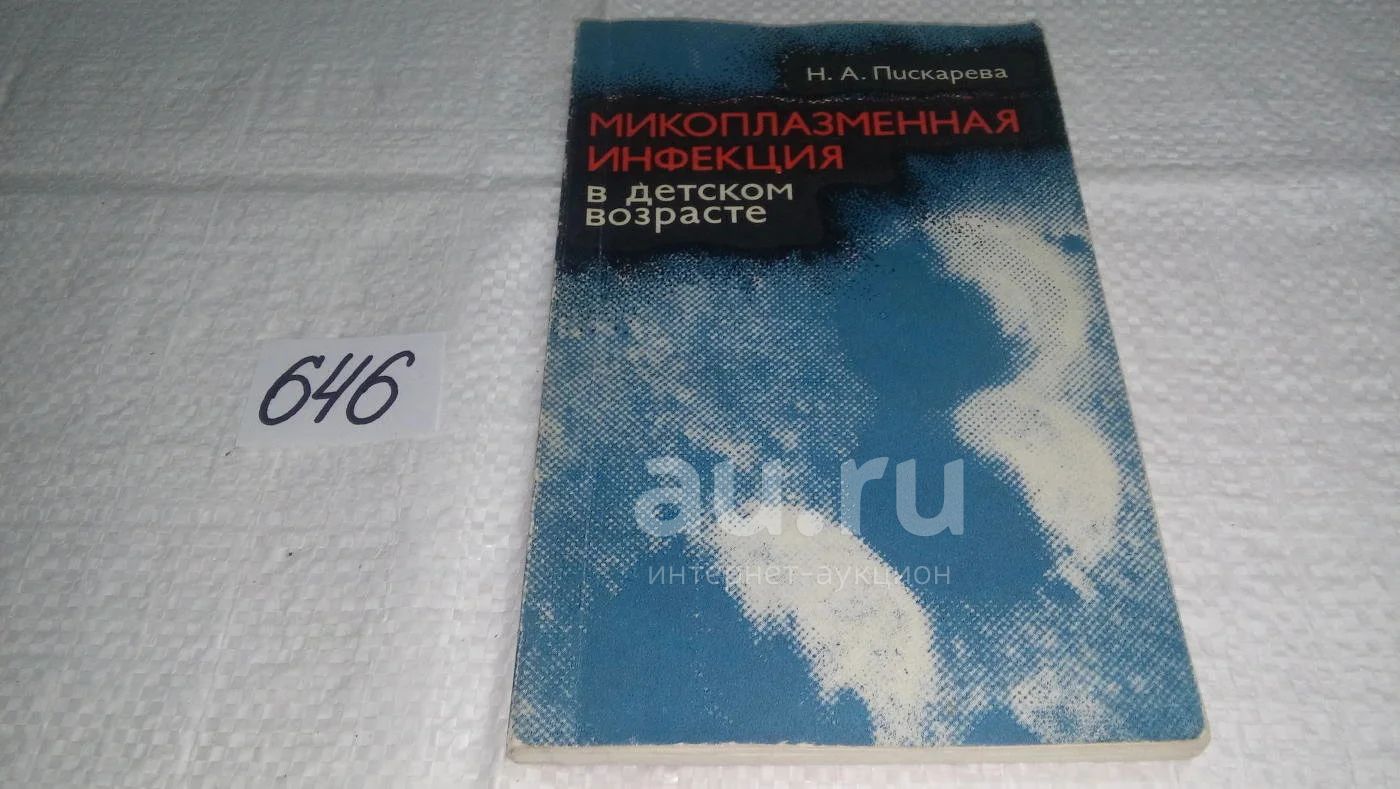 Н. А. Пискарева
МИКОПЛАЗМЕННАЯ
ИНФЕКЦИЯ
в детском
возрасте
646
au.ru
интернет-аукцион